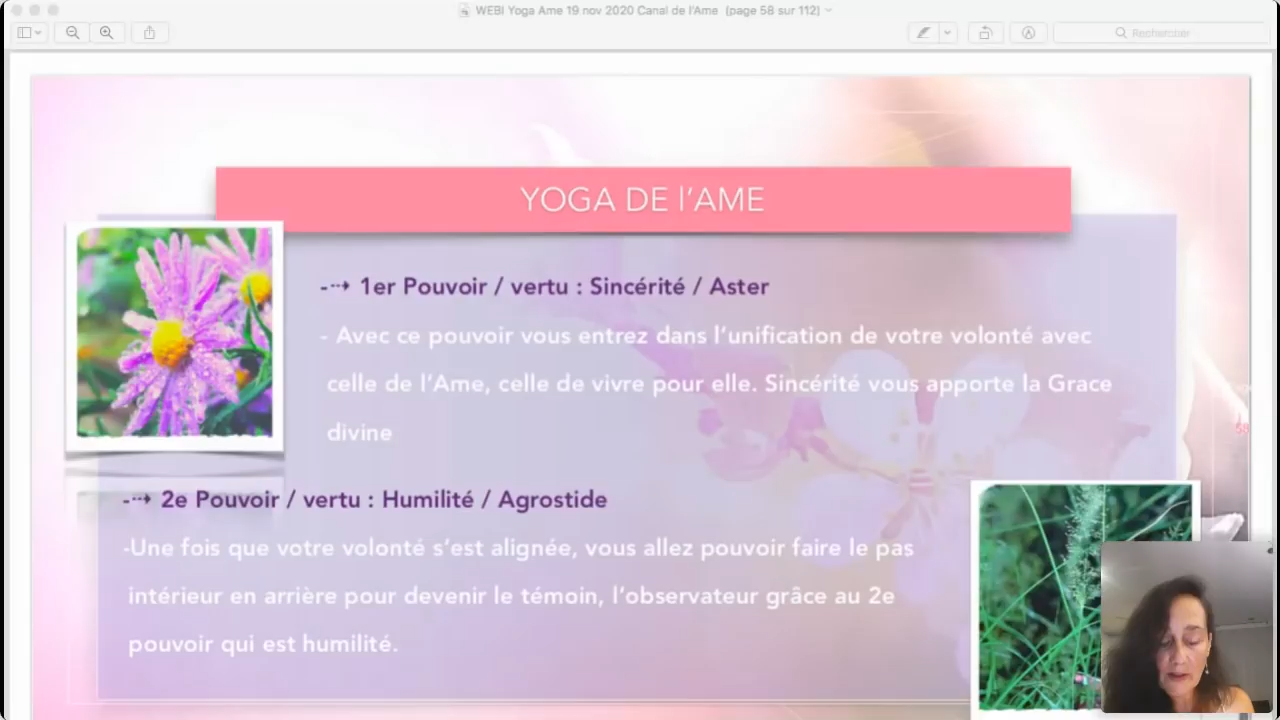 WEBI Yoga Ame 19 nov 2020 Canal de l'Ame (page 58 sur 112)
Rechercher
YOGA DE l'AME
--➝ 1er Pouvoir / vertu : Sincérité / Aster
- Avec ce pouvoir vous entrez dans l'unification de votre volonté avec
celle de l'Ame, celle de vivre pour elle. Sincérité vous apporte la Grace
divine
58
--➝ 2e Pouvoir / vertu : Humilité / Agrostide
-Une fois que votre volonté s'est alignée, vous allez pouvoir faire le pas
intérieur en arrière pour devenir le témoin, l'observateur grâce au 2e
pouvoir qui est humilité.